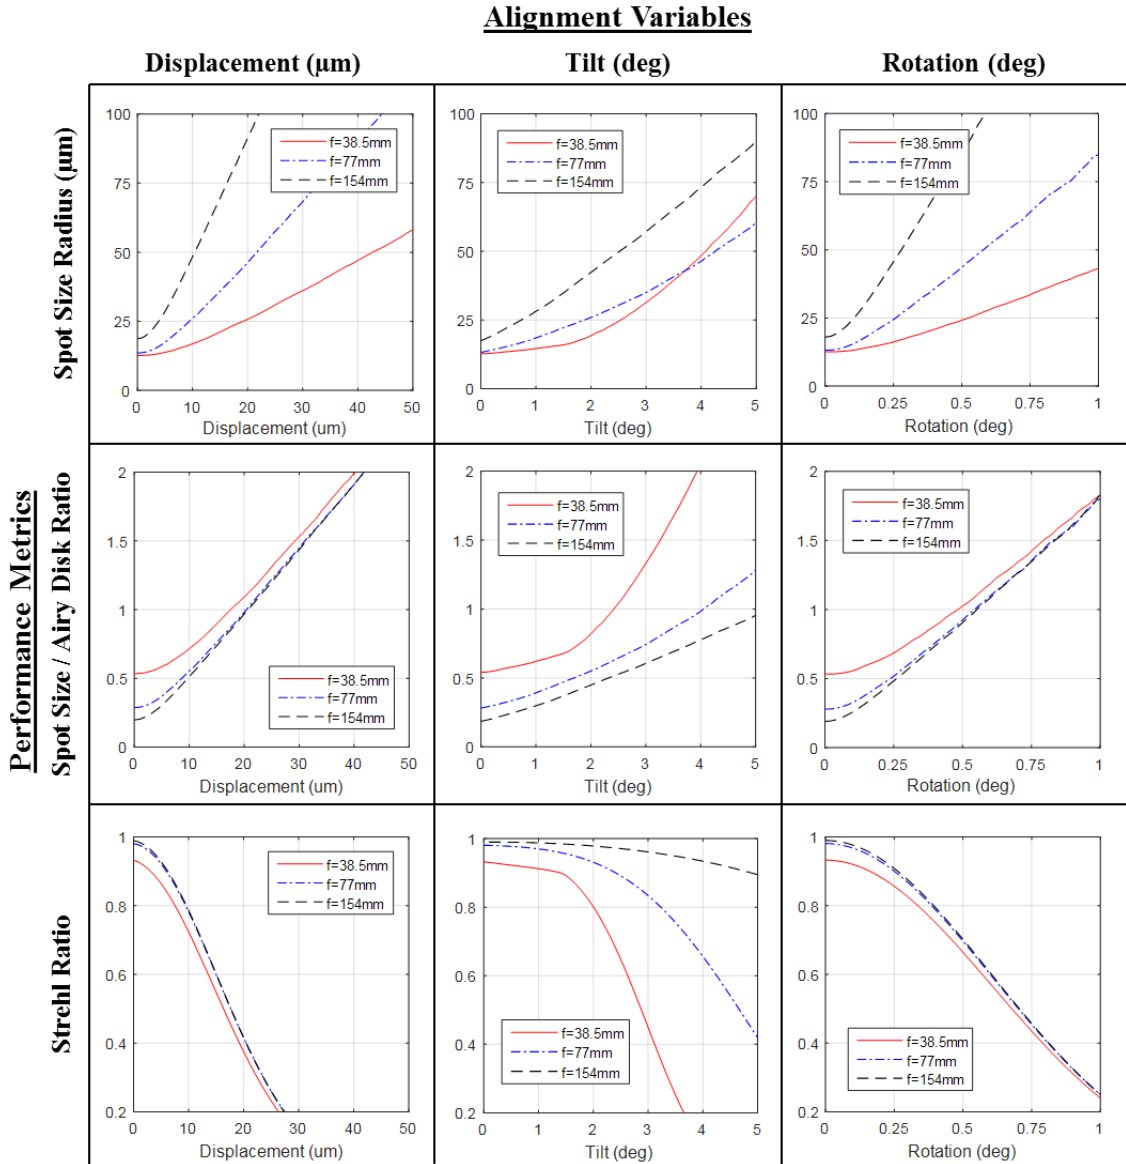 Alignment Variables
Displacement (μm)
Tilt (deg)
Rotation (deg)
Performance Metrics
Spot Size Radius (μm)
100
75
50
25
0
f=38.5mm
f=77mm
f=154mm
0 10 20 30 40 50
Displacement (um)
100
75
50
25
0
f=38.5mm
f=77mm
f=154mm
0 1 2 3 4 5
Tilt (deg)
100
75
50
25
0
f=38.5mm
f=77mm
f=154mm
0 0.25 0.5 0.75 1
Rotation (deg)
Spot Size / Airy Disk Ratio
2
1.5
1
0.5
0
f=38.5mm
f=77mm
f=154mm
0 10 20 30 40 50
Displacement (um)
2
1.5
1
0.5
0
f=38.5mm
f=77mm
f=154mm
0 1 2 3 4 5
Tilt (deg)
2
1.5
1
0.5
0
f=38.5mm
f=77mm
f=154mm
0 0.25 0.5 0.75 1
Rotation (deg)
Strehl Ratio
1
0.8
0.6
0.4
0.2
f=38.5mm
f=77mm
f=154mm
0 10 20 30 40 50
Displacement (um)
1
0.8
0.6
0.4
0.2
f=38.5mm
f=77mm
f=154mm
0 1 2 3 4 5
Tilt (deg)
1
0.8
0.6
0.4
0.2
f=38.5mm
f=77mm
f=154mm
0 0.25 0.5 0.75 1
Rotation (deg)